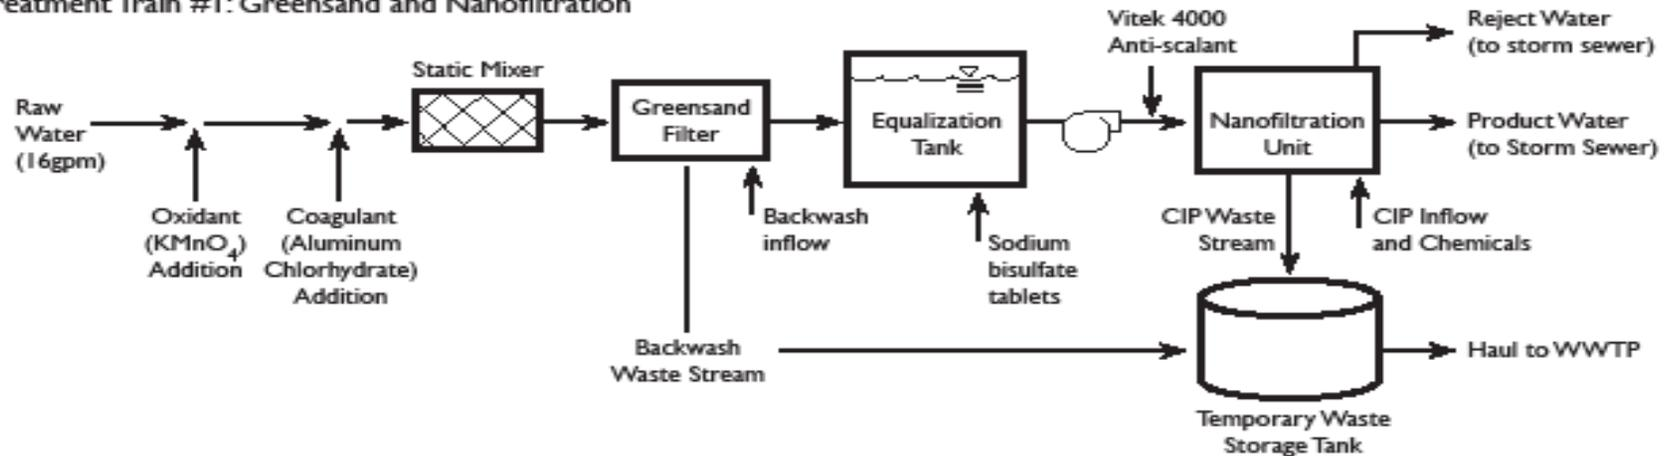 Treatment Train #1: Greensand and Nanofiltration
Vitek 4000
Anti-scalant
Reject Water
(to storm sewer)
Static Mixer
Raw
Water
(16gpm)
Greensand
Filter
Equalization
Tank
Nanofiltration
Unit
Product Water
(to Storm Sewer)
Oxidant
(KMnO4)
Addition
Coagulant
(Aluminum
Chlorhydrate)
Addition
Backwash
inflow
Sodium
bisulfate
tablets
CIP Waste
Stream
CIP Inflow
and Chemicals
Backwash
Waste Stream
Haul to WWTP
Temporary Waste
Storage Tank